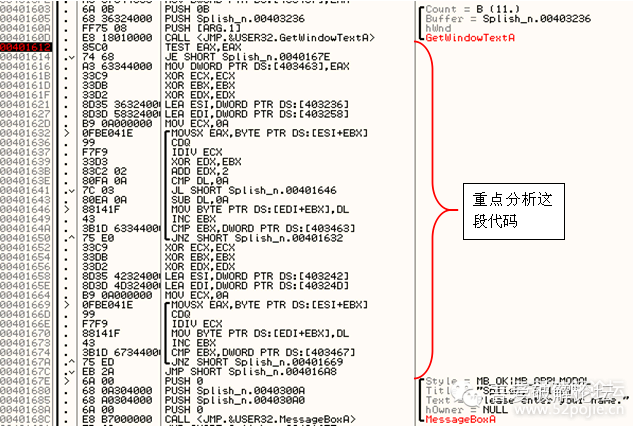 00401603 . 6A 0B PUSH 0B Count = B (11.)
00401605 . 68 36324000 PUSH Splish_n.00403236 Buffer = Splish_n.00403236
0040160A . FF75 08 PUSH [ARG.1] hWnd
0040160D . E8 18010000 CALL <JMP.&USER32.GetWindowTextA> GetWindowTextA
00401612 . 85C0 TEST EAX,EAX
00401614 . 74 68 JE SHORT Splish_n.0040167E
00401616 . A3 63344000 MOV DWORD PTR DS:[403463],EAX
0040161B . 33C9 XOR ECX,ECX
0040161D . 33DB XOR EBX,EBX
0040161F . 33D2 XOR EDX,EDX
00401621 . 8D35 36324000 LEA ESI,DWORD PTR DS:[403236]
00401627 . 8D3D 58324000 LEA EDI,DWORD PTR DS:[403258]
0040162D . B9 0A000000 MOV ECX,0A
00401632 > 0FBE041E MOVSX EAX,BYTE PTR DS:[ESI+EBX]
00401636 . 99 CDQ
00401637 . F7F9 IDIV ECX
00401639 . 33D3 XOR EDX,EBX
0040163B . 83C2 02 ADD EDX,2
0040163E . 80FA 0A CMP DL,0A
00401641 . 7C 03 JL SHORT Splish_n.00401646
00401643 . 80EA 0A SUB DL,0A
00401646 > 88141F MOV BYTE PTR DS:[EDI+EBX],DL
00401649 . 43 INC EBX
0040164A . 3B1D 63344000 CMP EBX,DWORD PTR DS:[403463]
00401650 .^ 75 E0 JNZ SHORT Splish_n.00401632
00401652 . 33C9 XOR ECX,ECX
00401654 . 33DB XOR EBX,EBX
00401656 . 33D2 XOR EDX,EDX
00401658 . 8D35 42324000 LEA ESI,DWORD PTR DS:[403242]
0040165E . 8D3D 4D324000 LEA EDI,DWORD PTR DS:[40324D]
00401664 . B9 0A000000 MOV ECX,0A
00401669 > 0FBE041E MOVSX EAX,BYTE PTR DS:[ESI+EBX]
0040166D . 99 CDQ
0040166E . F7F9 IDIV ECX
00401670 . 88141F MOV BYTE PTR DS:[EDI+EBX],DL
00401673 . 43 INC EBX
00401674 . 3B1D 67344000 CMP EBX,DWORD PTR DS:[403467]
0040167A .^ 75 ED JNZ SHORT Splish_n.00401669
0040167C . EB 2A JMP SHORT Splish_n.004016A8
0040167E > 6A 00 PUSH 0 Style = MB_OK|MB_APPLMODAL
00401680 . 68 0A304000 PUSH Splish_n.0040300A Title =
00401685 . 68 A0304000 PUSH Splish_n.004030A0 Text = "Please enter your name."
0040168A . 6A 00 PUSH 0 hOwner = NULL
0040168C . E8 B7000000 CALL <JMP.&USER32.MessageBoxA> MessageBoxA
重点分析这
段代码
www.52pojie.cn